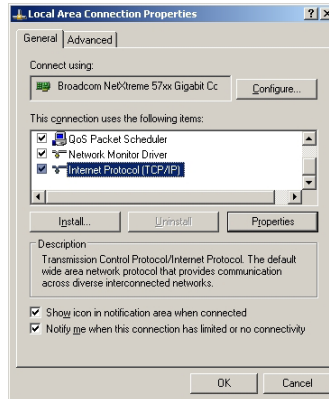 Local Area Connection Properties
General Advanced
Connect using:
Broadcom NetXtreme 57xx Gigabit Cc Configure...
This connection uses the following items:
QoS Packet Scheduler
Network Monitor Driver
Internet Protocol (TCP/IP)
Install... Uninstall Properties
Description
Transmission Control Protocol/Internet Protocol. The default
wide area network protocol that provides communication
across diverse interconnected networks.
Show icon in notification area when connected
Notify me when this connection has limited or no connectivity
OK Cancel